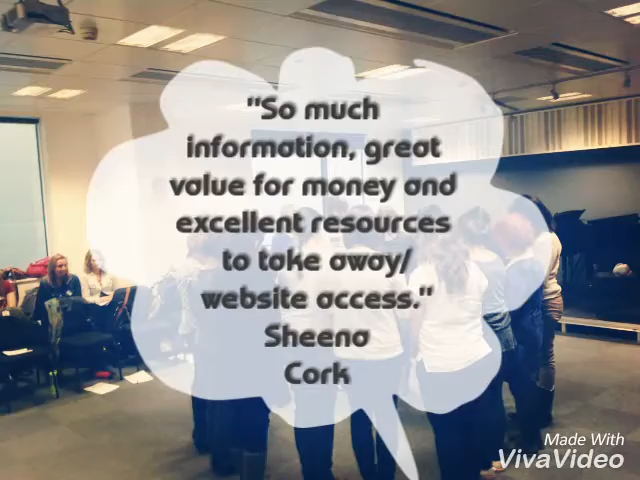 "So much
information, great
value for money and
excellent resources
to take away/
website access."
Sheena
Cork
Made With
VivaVideo